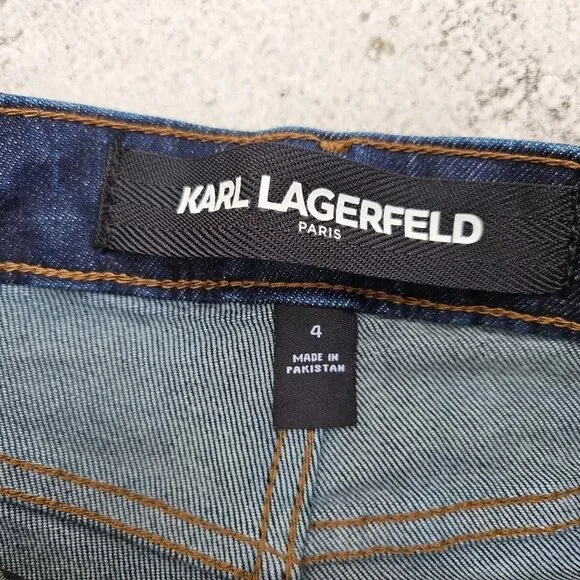 KARL LAGERFELD
PARIS
4
MADE IN
PAKISTAN